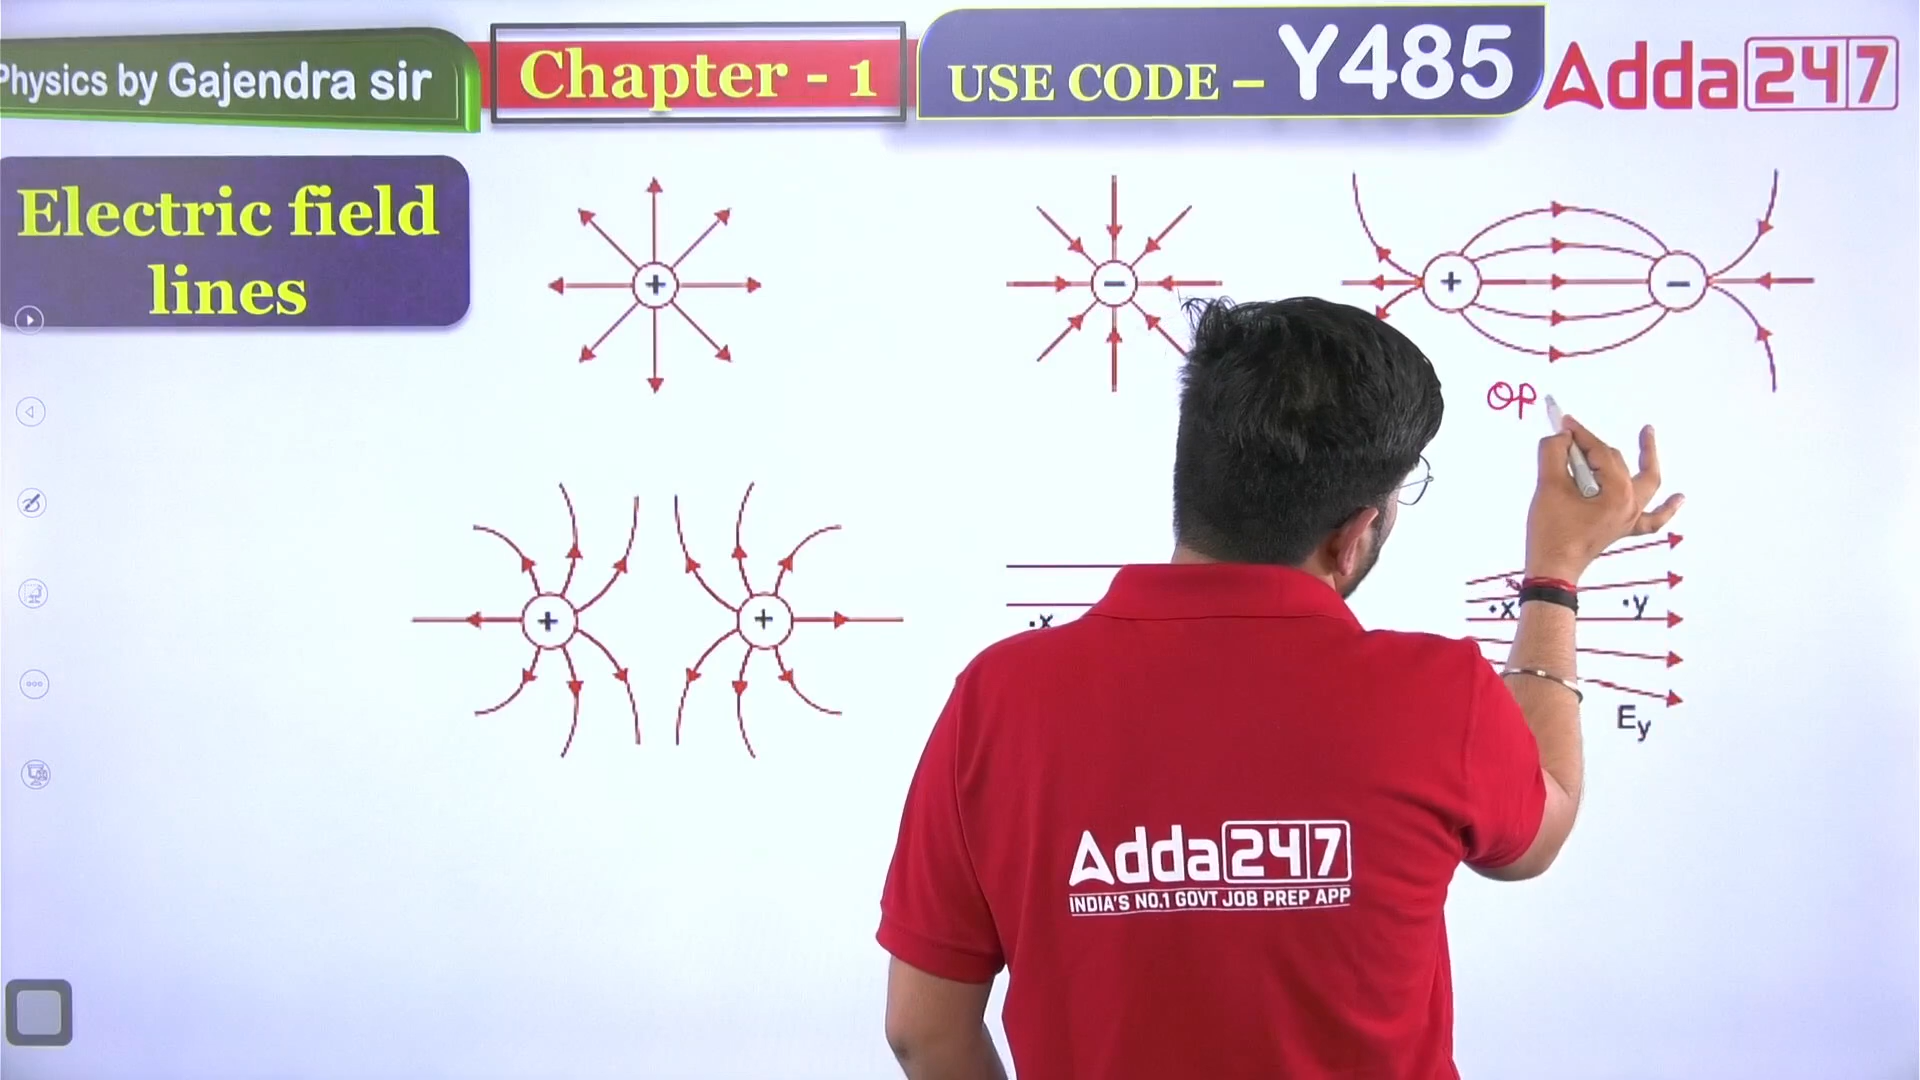 Physics by Gajendra sir
Chapter - 1
USE CODE – Y485
Adda247
Electric field
lines
+
−
+
−
OP
+
+
•x
•x
•y
Ey
Adda247
INDIA'S NO.1 GOVT JOB PREP APP